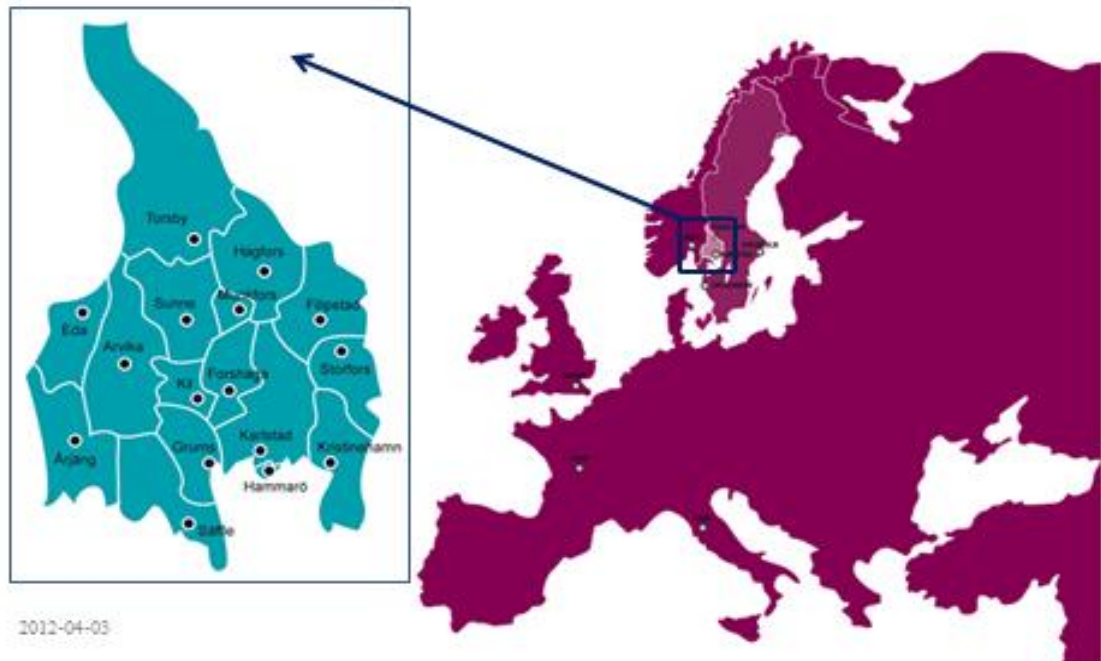 Torsby
Hagfors
Munkfors
Sunne
Filipstad
Eda
Arvika
Storfors
Kil
Forshaga
Grums
Karlstad
Kristinehamn
Årjäng
Hammarö
Säffle
2012-04-03